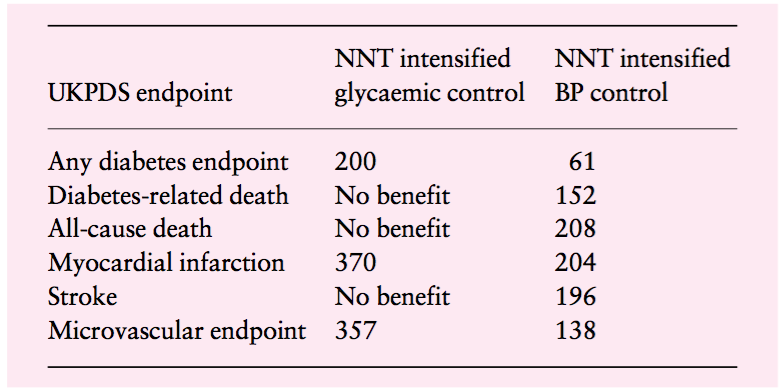 UKPDS endpoint NNT intensified glycaemic control NNT intensified BP control
Any diabetes endpoint 200 61
Diabetes-related death No benefit 152
All-cause death No benefit 208
Myocardial infarction 370 204
Stroke No benefit 196
Microvascular endpoint 357 138